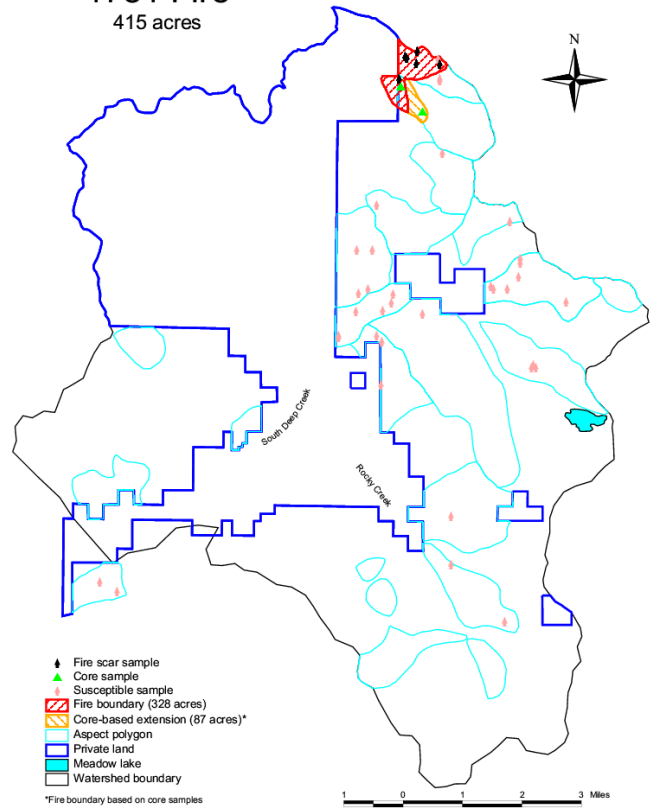 415 acres
N
South Deep Creek
Rocky Creek
Fire scar sample
Core sample
Susceptible sample
Fire boundary (328 acres)
Core-based extension (87 acres)*
Aspect polygon
Private land
Meadow lake
Watershed boundary
*Fire boundary based on core samples
1 0 1 2 3 Miles